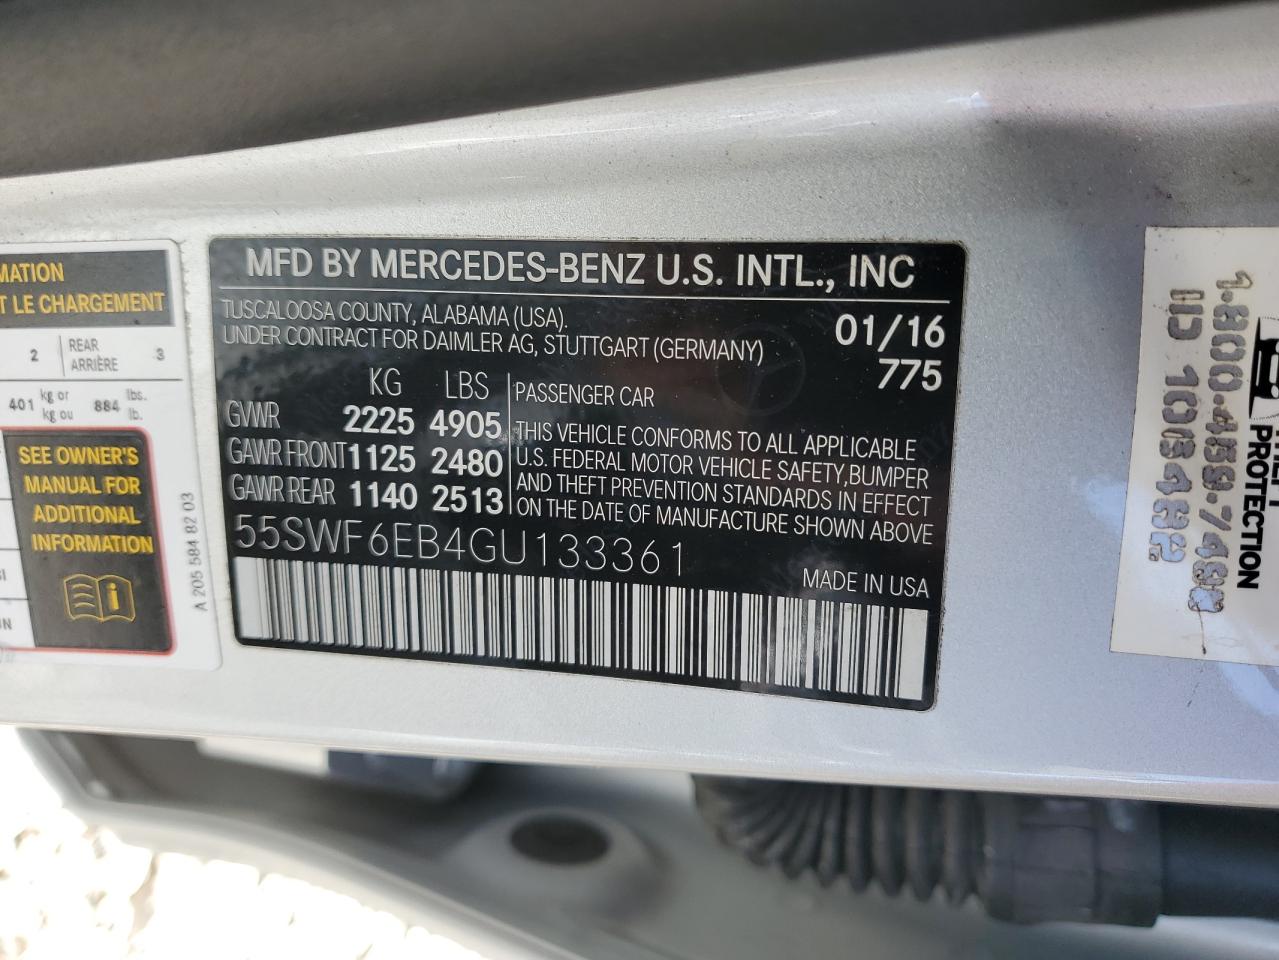 MATION
T LE CHARGEMENT
2 REAR ARRIÈRE 3
401 kg or kg ou 884 lbs. lb.
SEE OWNER'S
MANUAL FOR
ADDITIONAL
INFORMATION
A 205 584 82 03
MFD BY MERCEDES-BENZ U.S. INTL., INC
TUSCALOOSA COUNTY, ALABAMA (USA).
UNDER CONTRACT FOR DAIMLER AG, STUTTGART (GERMANY)
01/16
775
KG LBS
GVWR 2225 4905
GAWR FRONT 1125 2480
GAWR REAR 1140 2513
PASSENGER CAR
THIS VEHICLE CONFORMS TO ALL APPLICABLE
U.S. FEDERAL MOTOR VEHICLE SAFETY, BUMPER
AND THEFT PREVENTION STANDARDS IN EFFECT
ON THE DATE OF MANUFACTURE SHOWN ABOVE
55SWF6EB4GU133361
MADE IN USA
PROTECTION